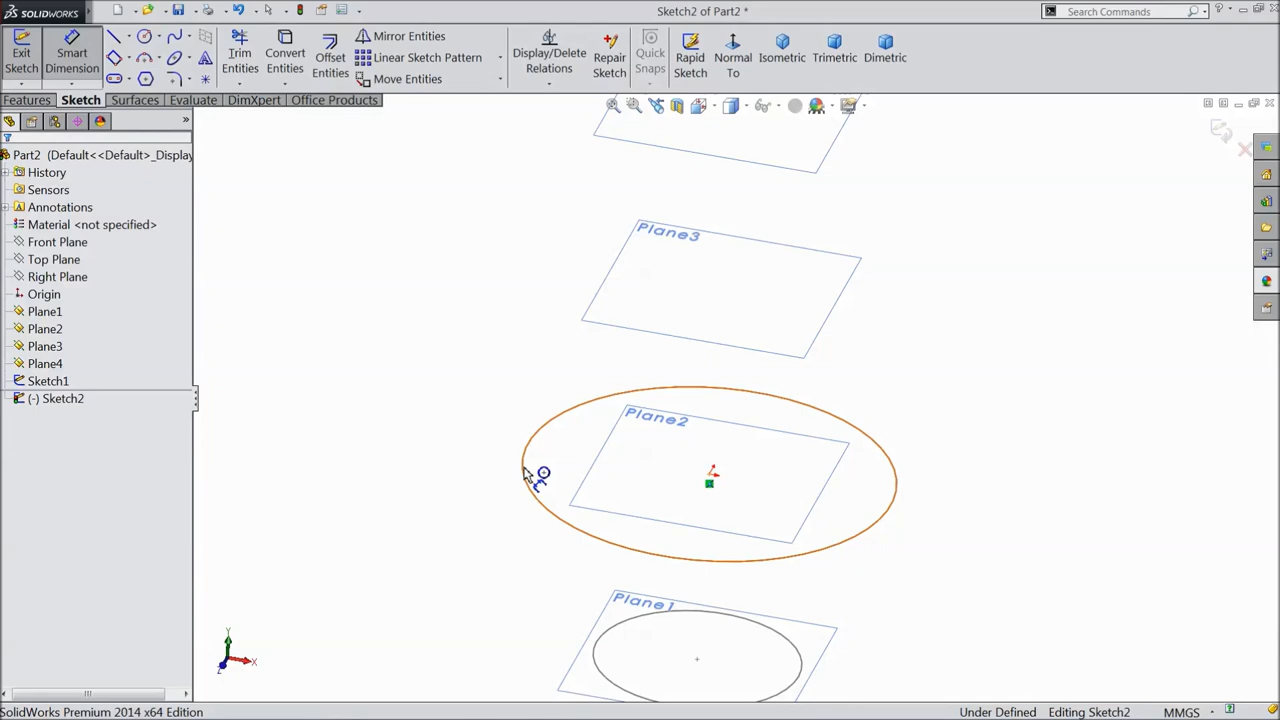 SOLIDWORKS
Sketch2 of Part2 *
Search Commands
Exit Sketch
Smart Dimension
Trim Entities
Convert Entities
Offset Entities
Mirror Entities
Linear Sketch Pattern
Move Entities
Display/Delete Relations
Repair Sketch
Quick Snaps
Rapid Sketch
Normal To
Isometric
Trimetric
Dimetric
Features
Sketch
Surfaces
Evaluate
DimXpert
Office Products
Part2 (Default<<Default>_Display
History
Sensors
Annotations
Material <not specified>
Front Plane
Top Plane
Right Plane
Origin
Plane1
Plane2
Plane3
Plane4
Sketch1
(-) Sketch2
Plane3
Plane2
Plane1
Y
X
Z
SolidWorks Premium 2014 x64 Edition
Under Defined
Editing Sketch2
MMGS